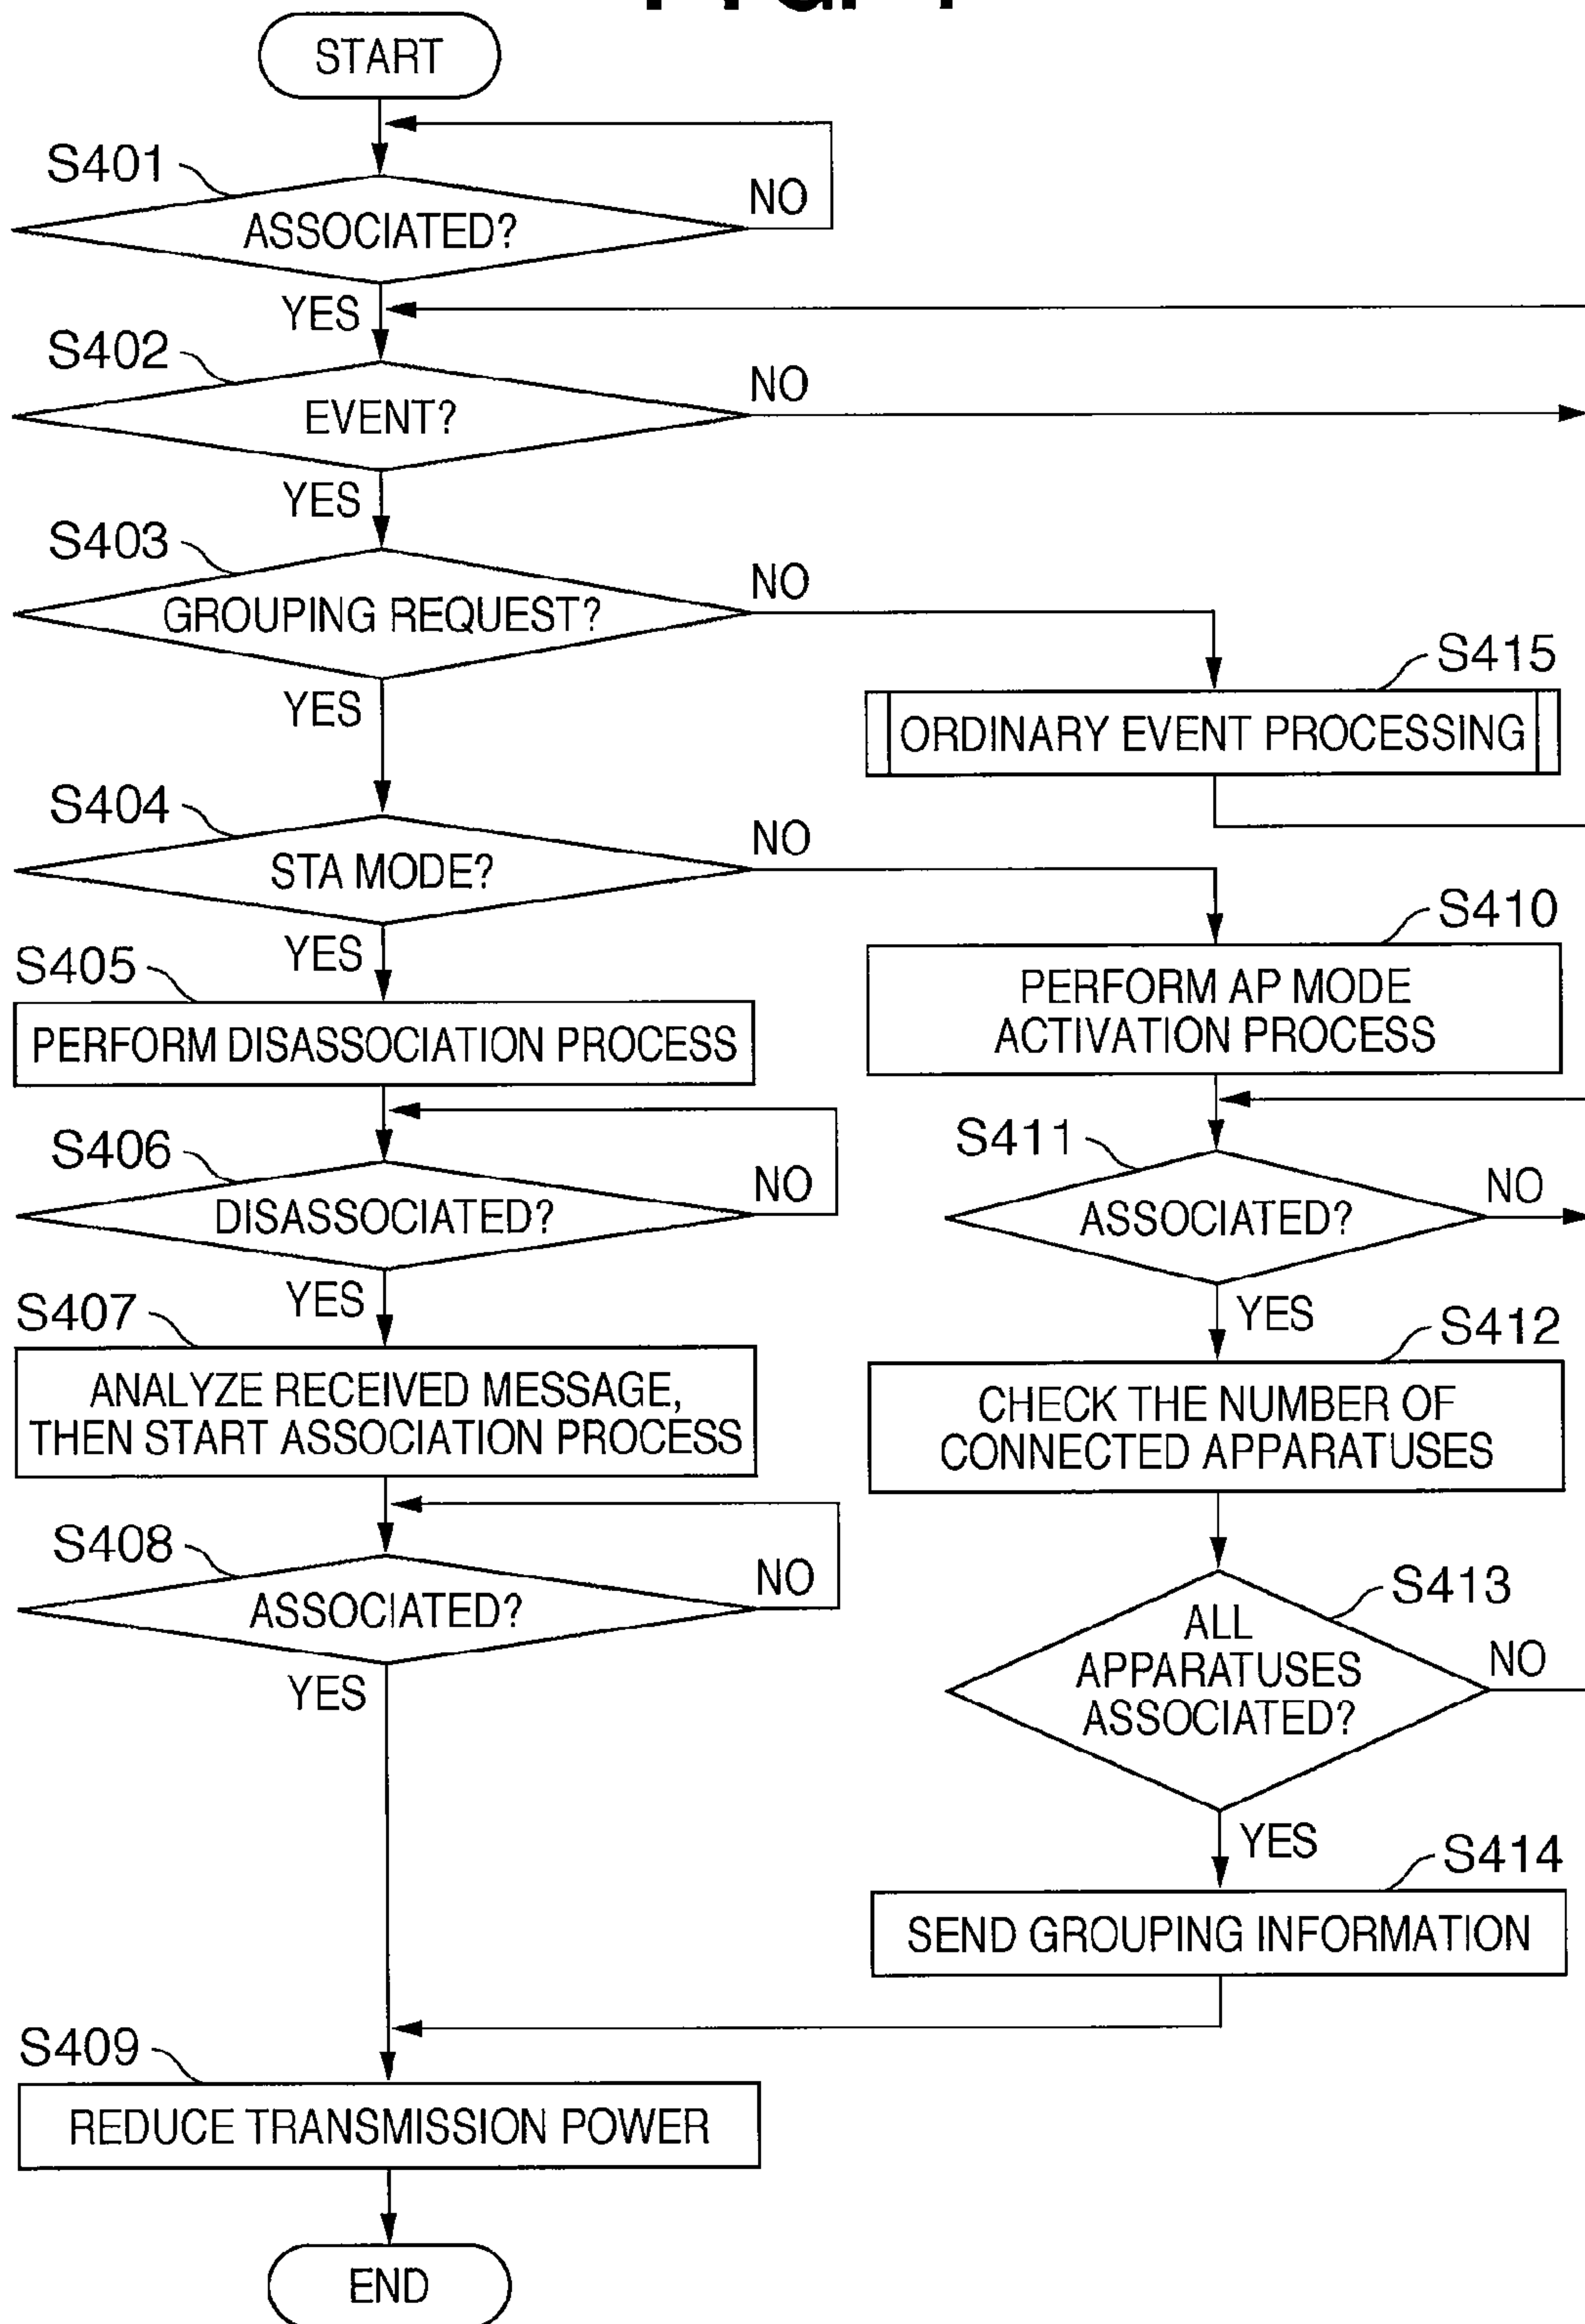 START
S401
ASSOCIATED?
NO
YES
S402
EVENT?
NO
YES
S403
GROUPING REQUEST?
NO
YES
S415
ORDINARY EVENT PROCESSING
S404
STA MODE?
NO
YES
S405
PERFORM DISASSOCIATION PROCESS
S410
PERFORM AP MODE
ACTIVATION PROCESS
S406
DISASSOCIATED?
NO
YES
S411
ASSOCIATED?
NO
YES
S407
ANALYZE RECEIVED MESSAGE,
THEN START ASSOCIATION PROCESS
S412
CHECK THE NUMBER OF
CONNECTED APPARATUSES
S408
ASSOCIATED?
NO
YES
S413
ALL
APPARATUSES
ASSOCIATED?
NO
YES
S414
SEND GROUPING INFORMATION
S409
REDUCE TRANSMISSION POWER
END